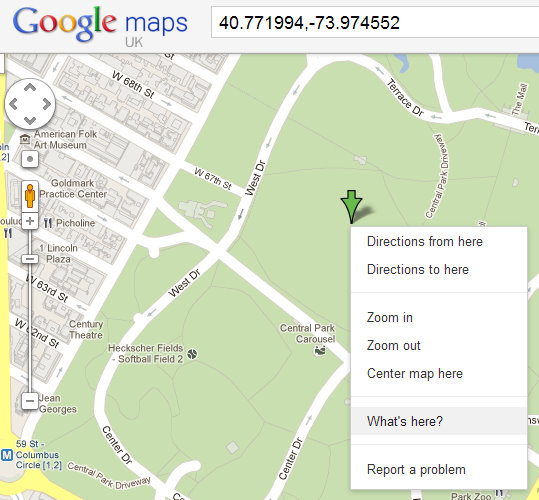 Google maps
UK
40.771994,-73.974552
W 68th St
The Mail
Terrace Dr
Terrace
American Folk
Art Museum
1,2]
W 67th St
West Dr
Central Park Driveway
Goldmark
Practice Center
Picholine
1 Lincoln
Plaza
W 63rd St
West Dr
W 62nd St
Century
Theatre
Heckscher Fields
- Softball Field 2
Central Park
Carousel
Jean
Georges
Center Dr
Center Dr
59 St -
Columbus
Circle [1,2]
Central Park Driveway
Park Zoo
Directions from here
Directions to here
Zoom in
Zoom out
Center map here
What's here?
Report a problem